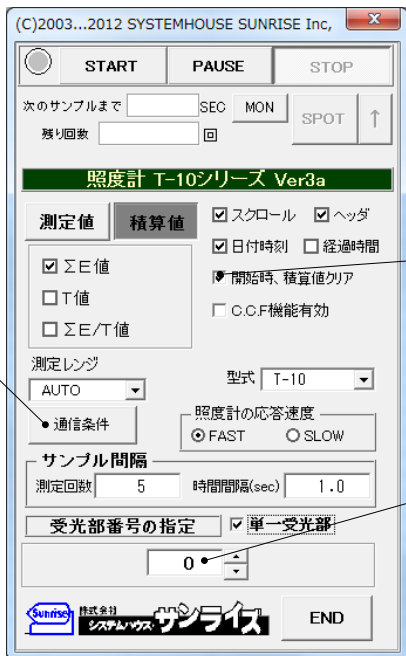 (C)2003...2012 SYSTEMHOUSE SUNRISE Inc,
START PAUSE STOP
次のサンプルまで SEC MON
SPOT ↑
残り回数 回
照度計 T-10シリーズ Ver3a
測定値 積算値
スクロール ヘッダ
日付時刻 経過時間
開始時、積算値クリア
C.C.F機能有効
ΣE値
T値
ΣE/T値
測定レンジ
AUTO
型式 T-10
通信条件
照度計の応答速度
FAST SLOW
サンプル間隔
測定回数 5 時間間隔(sec) 1.0
受光部番号の指定 単一受光部
0
Sunrise 株式会社 システムハウス・サンライズ
END